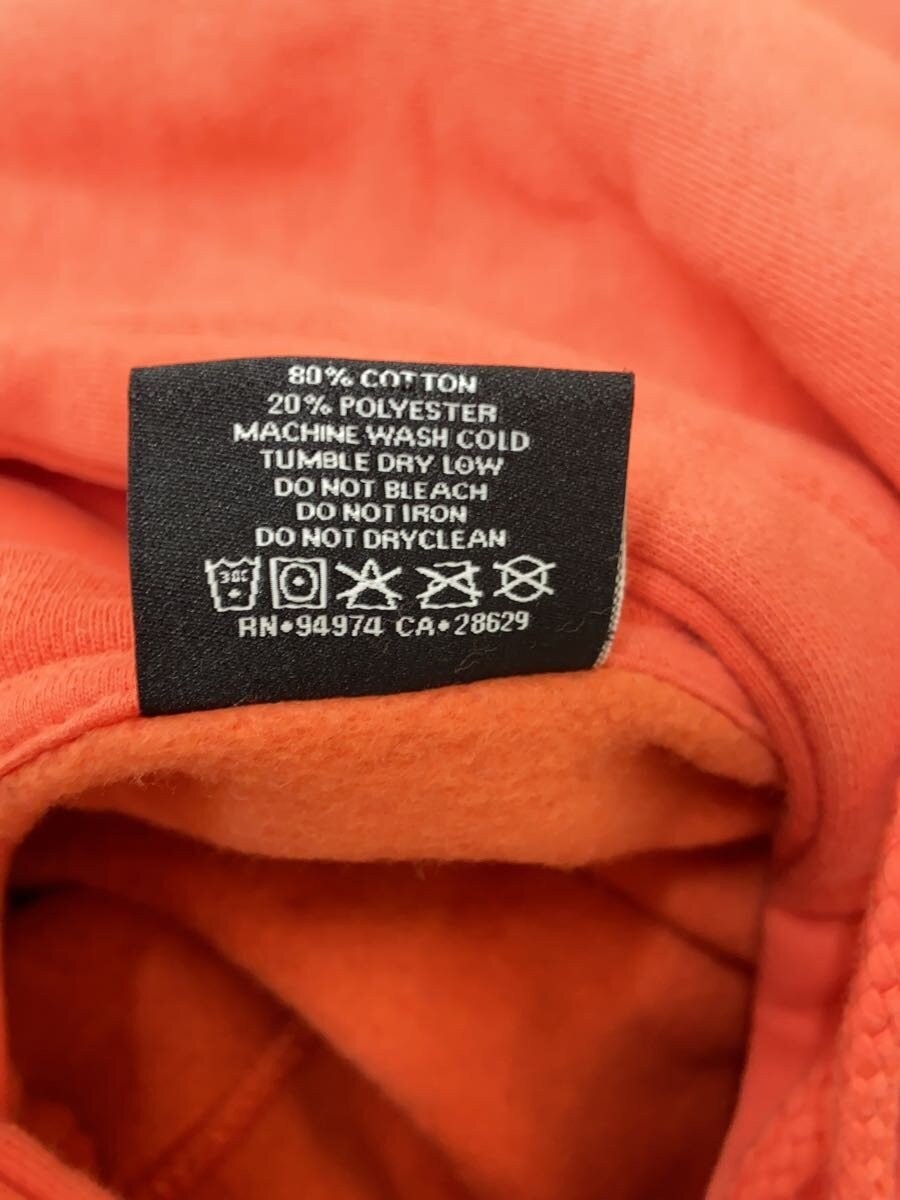 80% COTTON
20% POLYESTER
MACHINE WASH COLD
TUMBLE DRY LOW
DO NOT BLEACH
DO NOT IRON
DO NOT DRYCLEAN
30C
RN•94974 CA•28629